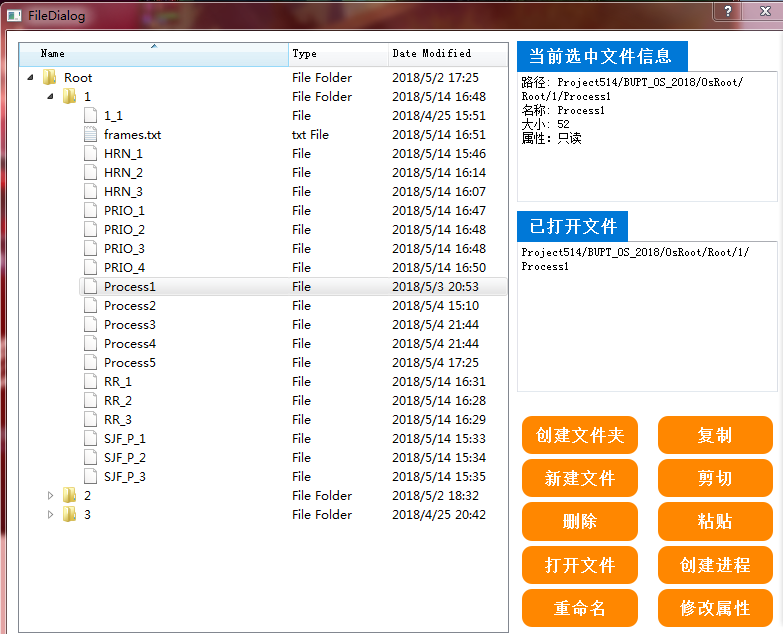 FileDialog
Name Type Date Modified
Root File Folder 2018/5/2 17:25
1 File Folder 2018/5/14 16:48
1_1 File 2018/4/25 15:51
frames.txt txt File 2018/5/14 16:51
HRN_1 File 2018/5/14 15:46
HRN_2 File 2018/5/14 16:14
HRN_3 File 2018/5/14 16:07
PRIO_1 File 2018/5/14 16:47
PRIO_2 File 2018/5/14 16:48
PRIO_3 File 2018/5/14 16:48
PRIO_4 File 2018/5/14 16:50
Process1 File 2018/5/3 20:53
Process2 File 2018/5/4 15:10
Process3 File 2018/5/4 21:44
Process4 File 2018/5/4 21:44
Process5 File 2018/5/4 17:25
RR_1 File 2018/5/14 16:31
RR_2 File 2018/5/14 16:28
RR_3 File 2018/5/14 16:29
SJF_P_1 File 2018/5/14 15:33
SJF_P_2 File 2018/5/14 15:34
SJF_P_3 File 2018/5/14 15:35
2 File Folder 2018/5/2 18:32
3 File Folder 2018/4/25 20:42
当前选中文件信息
路径: Project514/BUPT_OS_2018/OsRoot/
Root/1/Process1
名称: Process1
大小: 52
属性: 只读
已打开文件
Project514/BUPT_OS_2018/OsRoot/Root/1/
Process1
创建文件夹 复制
新建文件 剪切
删除 粘贴
打开文件 创建进程
重命名 修改属性